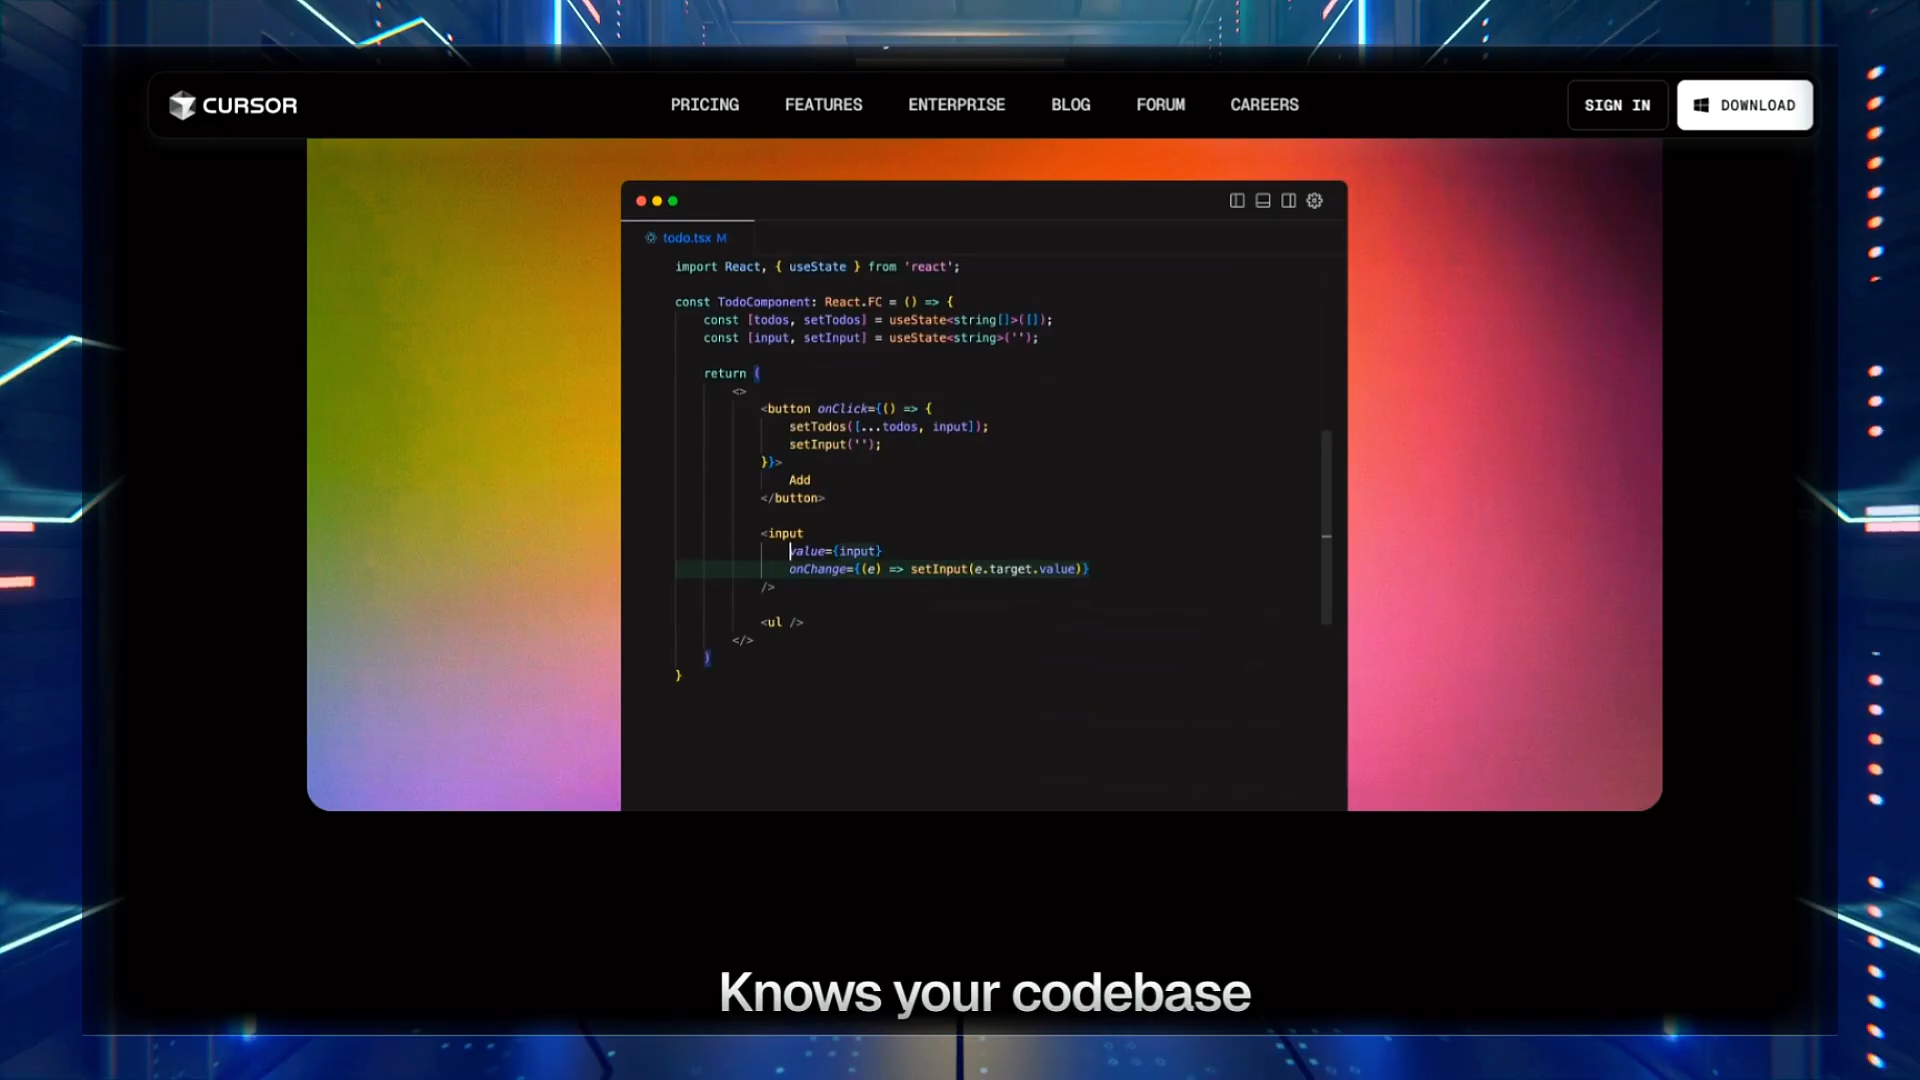 CURSOR
PRICING
FEATURES
ENTERPRISE
BLOG
FORUM
CAREERS
SIGN IN
DOWNLOAD
todo.tsx M
import React, { useState } from 'react';
const TodoComponent: React.FC = () => {
const [todos, setTodos] = useState<string[]>([]);
const [input, setInput] = useState<string>('');
return (
<>
<button onClick={() => {
setTodos([...todos, input]);
setInput('');
}}>
Add
</button>
<input
value={input}
onChange={(e) => setInput(e.target.value)}
/>
<ul />
</>
)
}
Knows your codebase